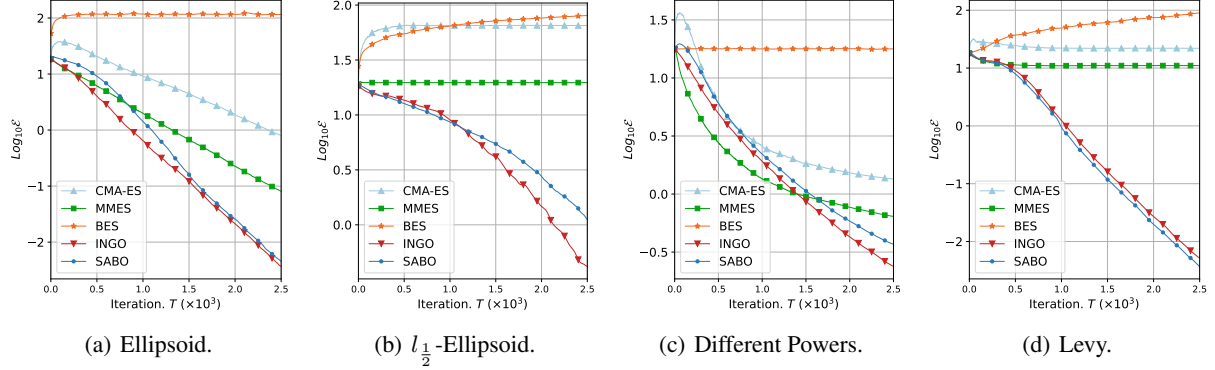 2
1
0
−1
−2
Log₁₀ℰ
CMA-ES
MMES
BES
INGO
SABO
0.0 0.5 1.0 1.5 2.0 2.5
Iteration. T (×10³)
(a) Ellipsoid.
2.0
1.5
1.0
0.5
0.0
Log₁₀ℰ
CMA-ES
MMES
BES
INGO
SABO
0.0 0.5 1.0 1.5 2.0 2.5
Iteration. T (×10³)
(b) l_{1/2}-Ellipsoid.
1.5
1.0
0.5
0.0
−0.5
Log₁₀ℰ
CMA-ES
MMES
BES
INGO
SABO
0.0 0.5 1.0 1.5 2.0 2.5
Iteration. T (×10³)
(c) Different Powers.
2
1
0
−1
−2
Log₁₀ℰ
CMA-ES
MMES
BES
INGO
SABO
0.0 0.5 1.0 1.5 2.0 2.5
Iteration. T (×10³)
(d) Levy.